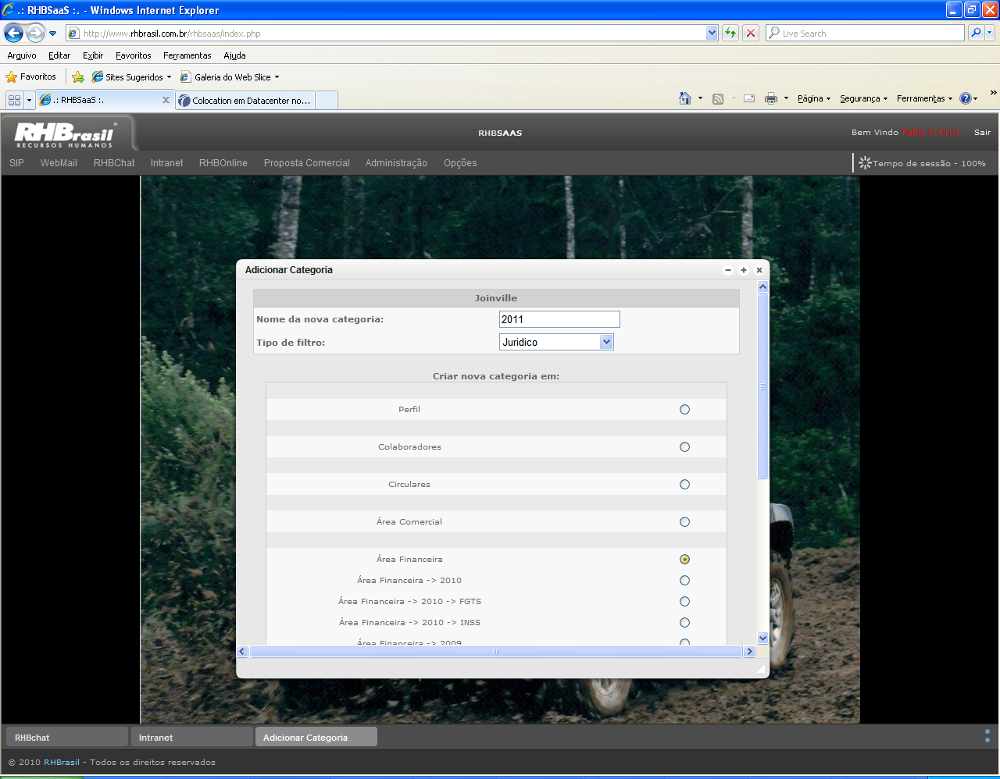 .: RHBSaaS :. - Windows Internet Explorer
http://www.rhbrasil.com.br/rhbsaas/index.php
Live Search
Arquivo Editar Exibir Favoritos Ferramentas Ajuda
Favoritos Sites Sugeridos Galeria do Web Slice
.: RHBSaaS :. X Colocation em Datacenter no... Página Segurança Ferramentas »
RHBrasil
RECURSOS HUMANOS
RHBSAAS
Bem Vindo Fabio H Cruz Sair
SIP WebMail RHBChat Intranet RHBOnline Proposta Comercial Administração Opções
Tempo de sessão - 100%
Adicionar Categoria
Joinville
Nome da nova categoria: 2011
Tipo de filtro: Juridico
Criar nova categoria em:
Perfil
Colaboradores
Circulares
Área Comercial
Área Financeira
Área Financeira -> 2010
Área Financeira -> 2010 -> FGTS
Área Financeira -> 2010 -> INSS
Área Financeira -> 2009
RHBchat Intranet Adicionar Categoria
© 2010 RHBrasil - Todos os direitos reservados